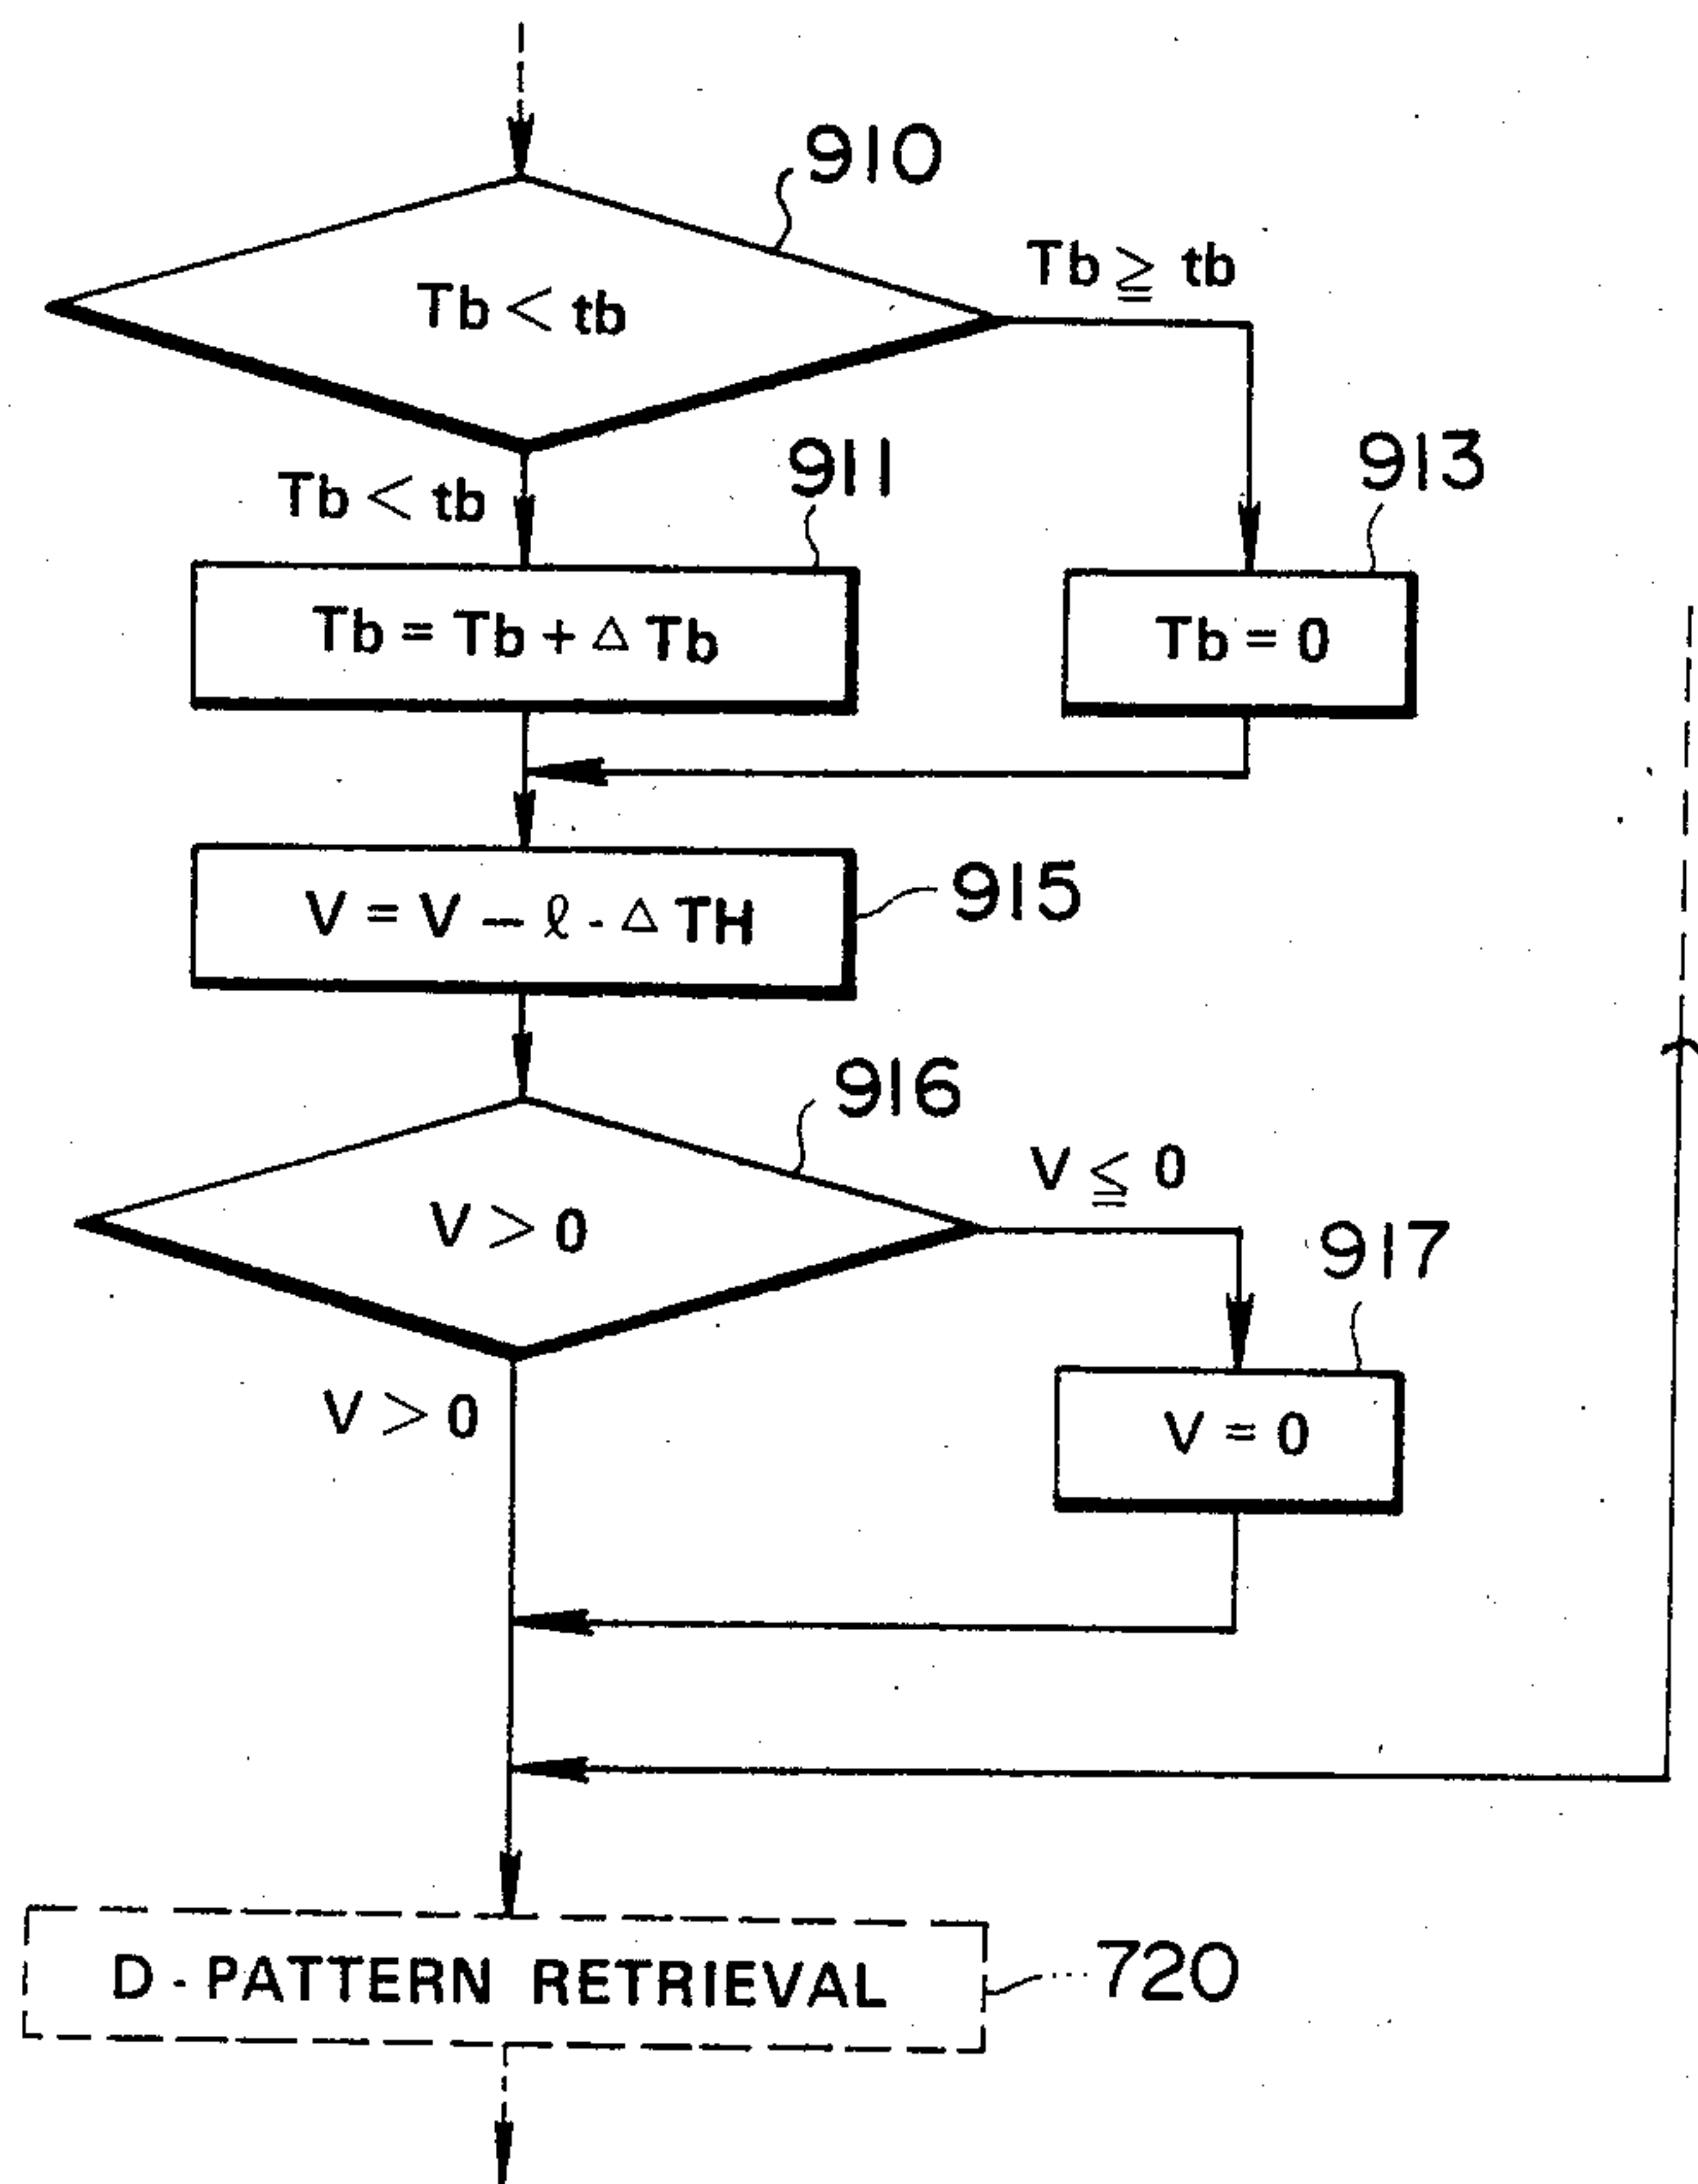 910
Tb < tb
Tb ≧ tb
Tb < tb
911
913
Tb = Tb + △ Tb
Tb = 0
V = V – ℓ · △ TH
915
916
V > 0
V ≦ 0
917
V > 0
V = 0
D - PATTERN RETRIEVAL
720